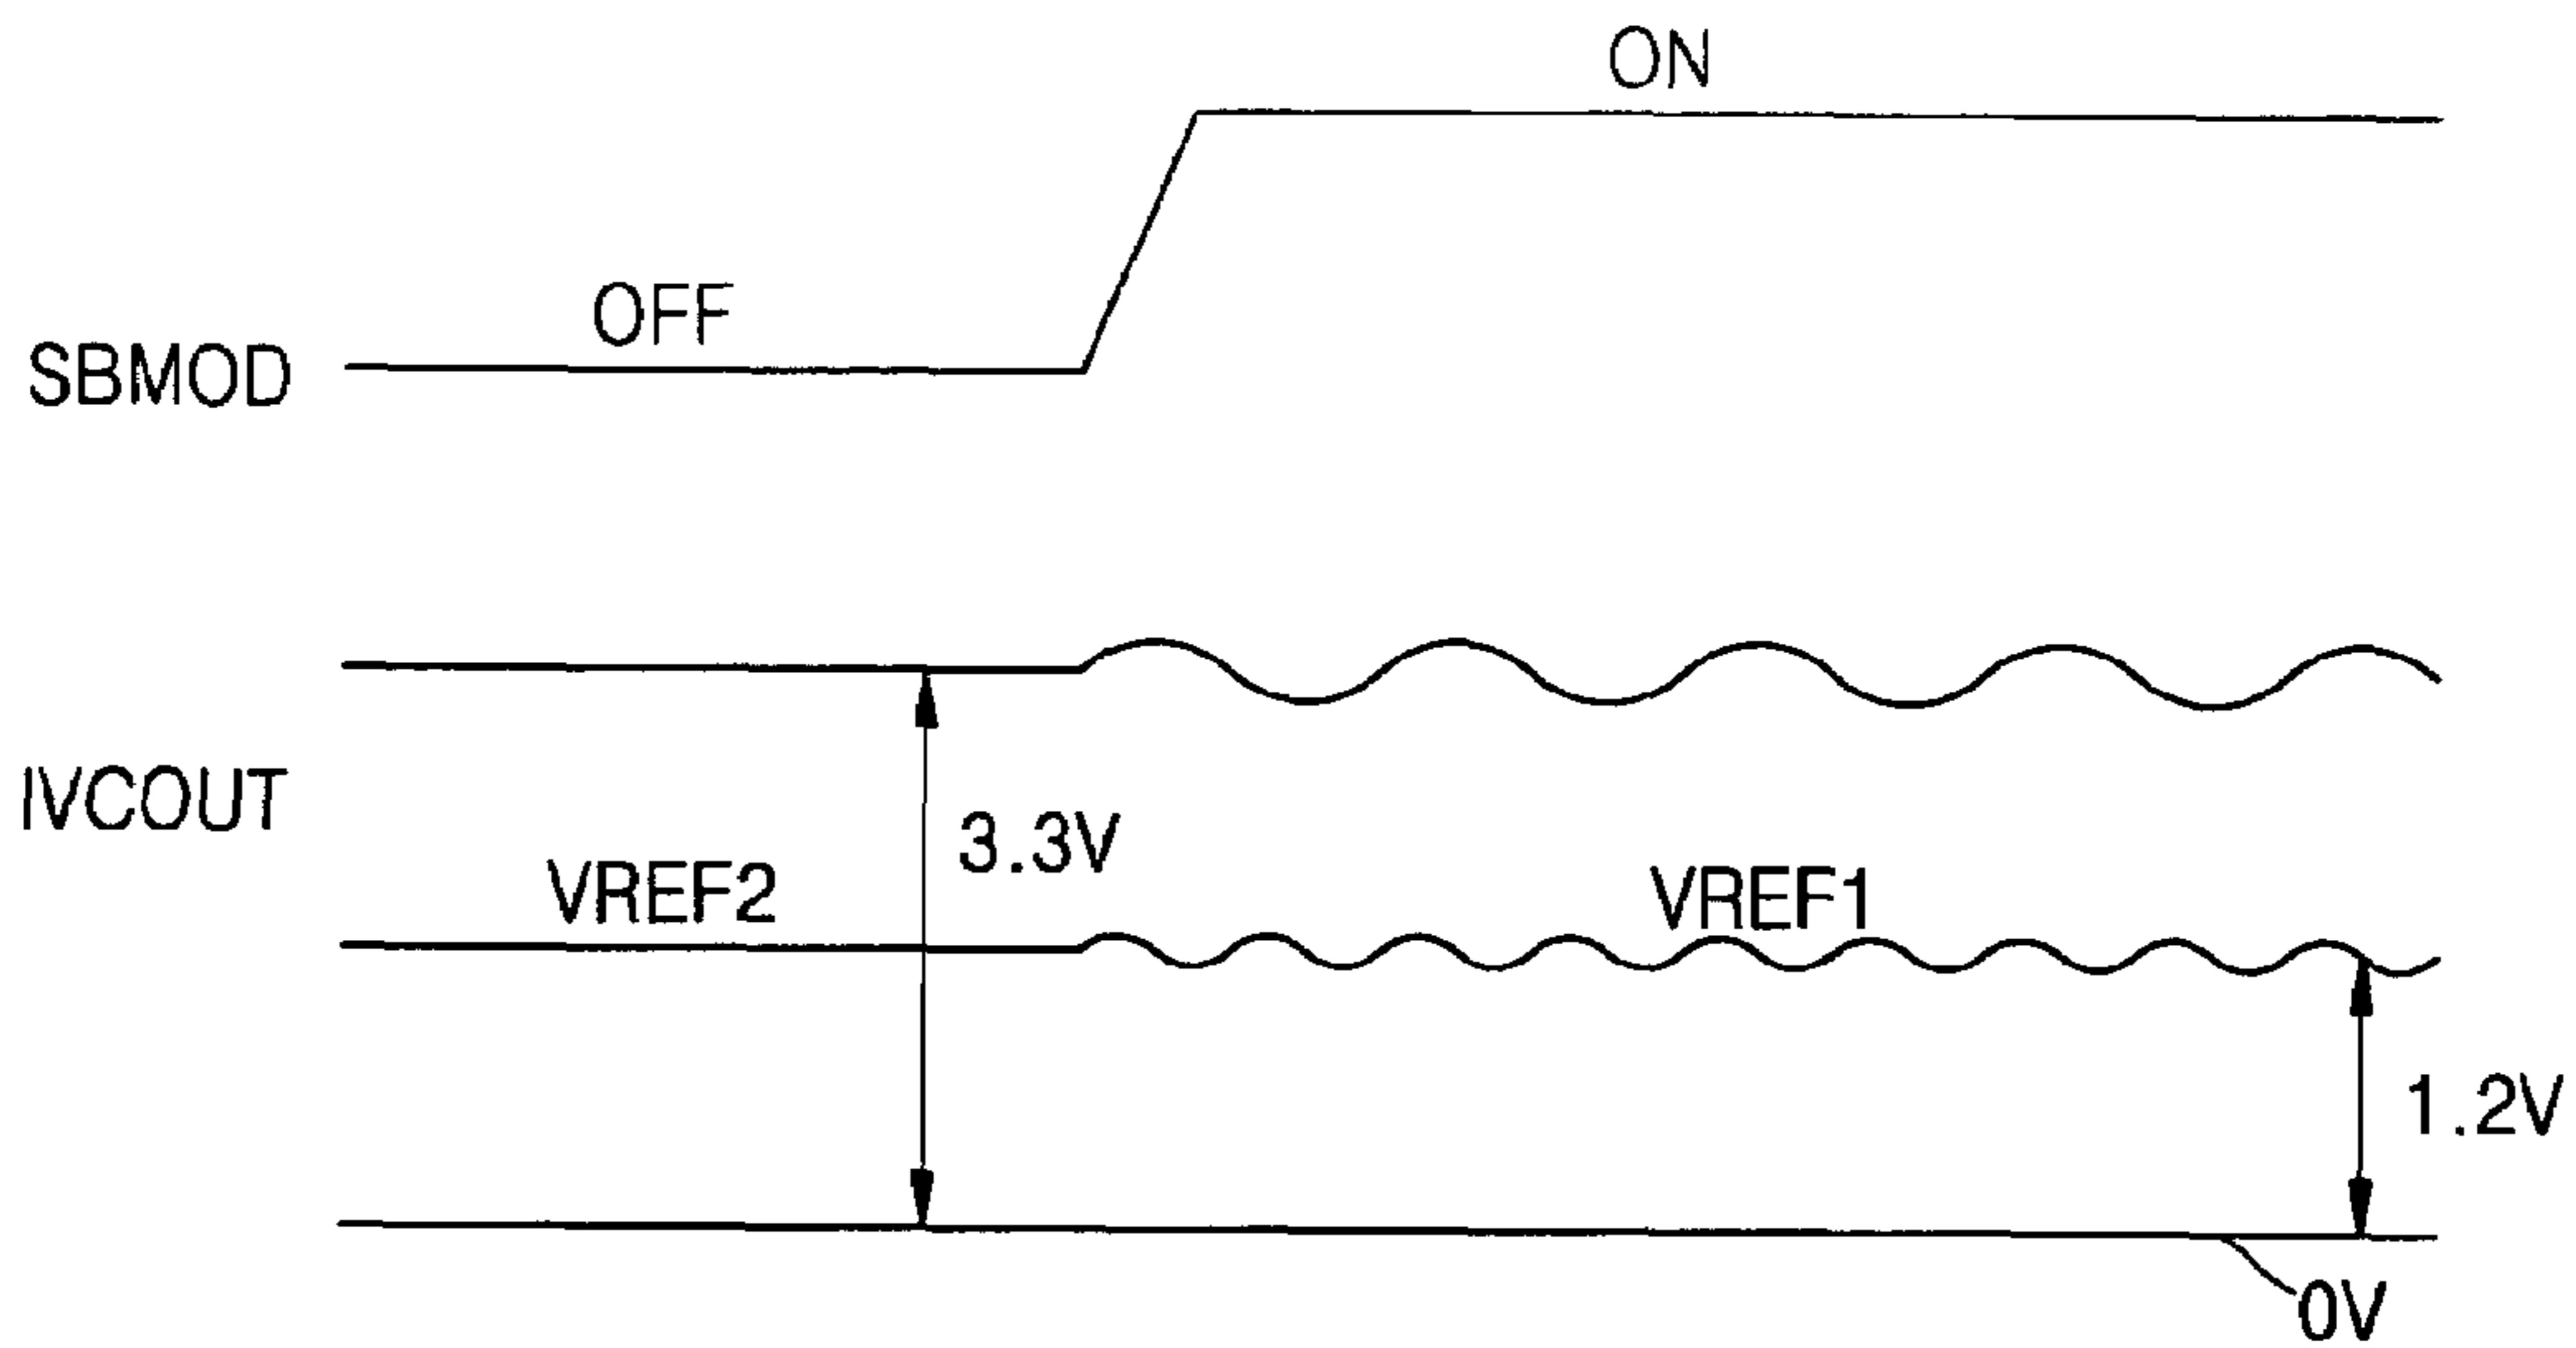 ON
OFF
SBMOD
IVCOUT
3.3V
VREF2
VREF1
1.2V
0V